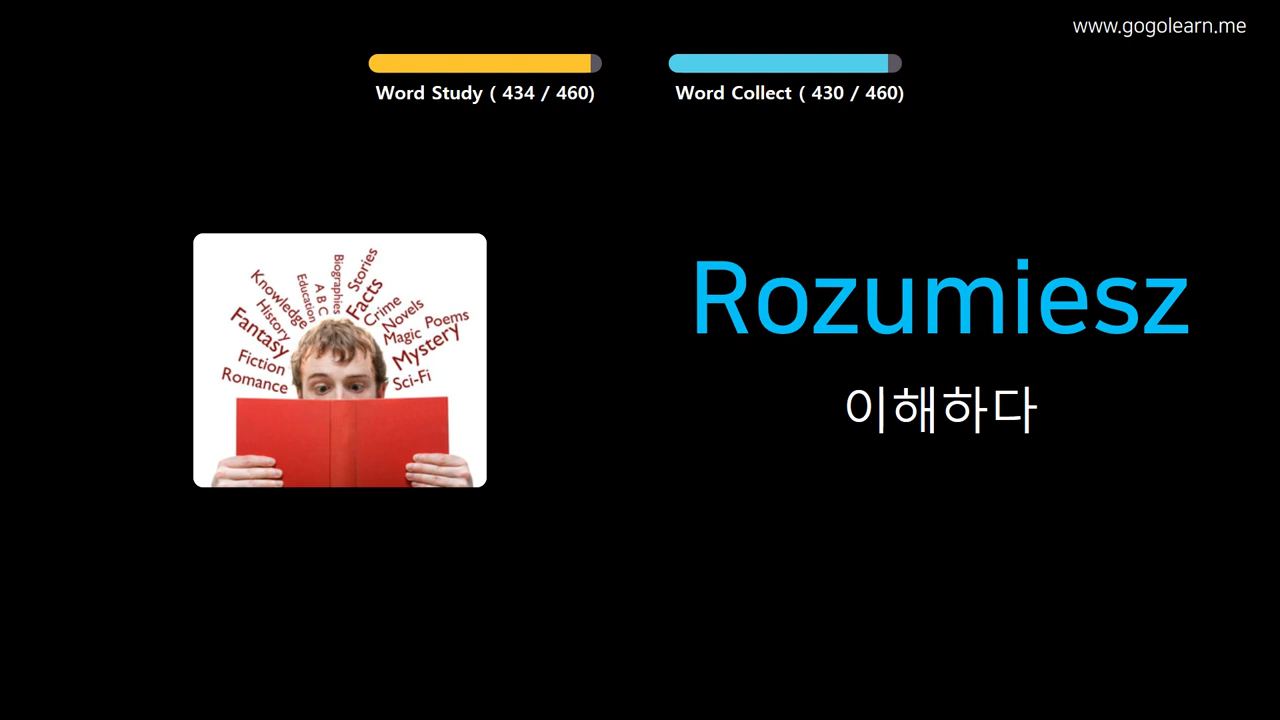 www.gogolearn.me
Word Study ( 434 / 460)
Word Collect ( 430 / 460)
Knowledge
History
Fantasy
Fiction
Romance
Education
A B C
Biographies
Stories
Facts
Crime
Novels
Magic
Poems
Mystery
Sci-Fi
Rozumiesz
이해하다